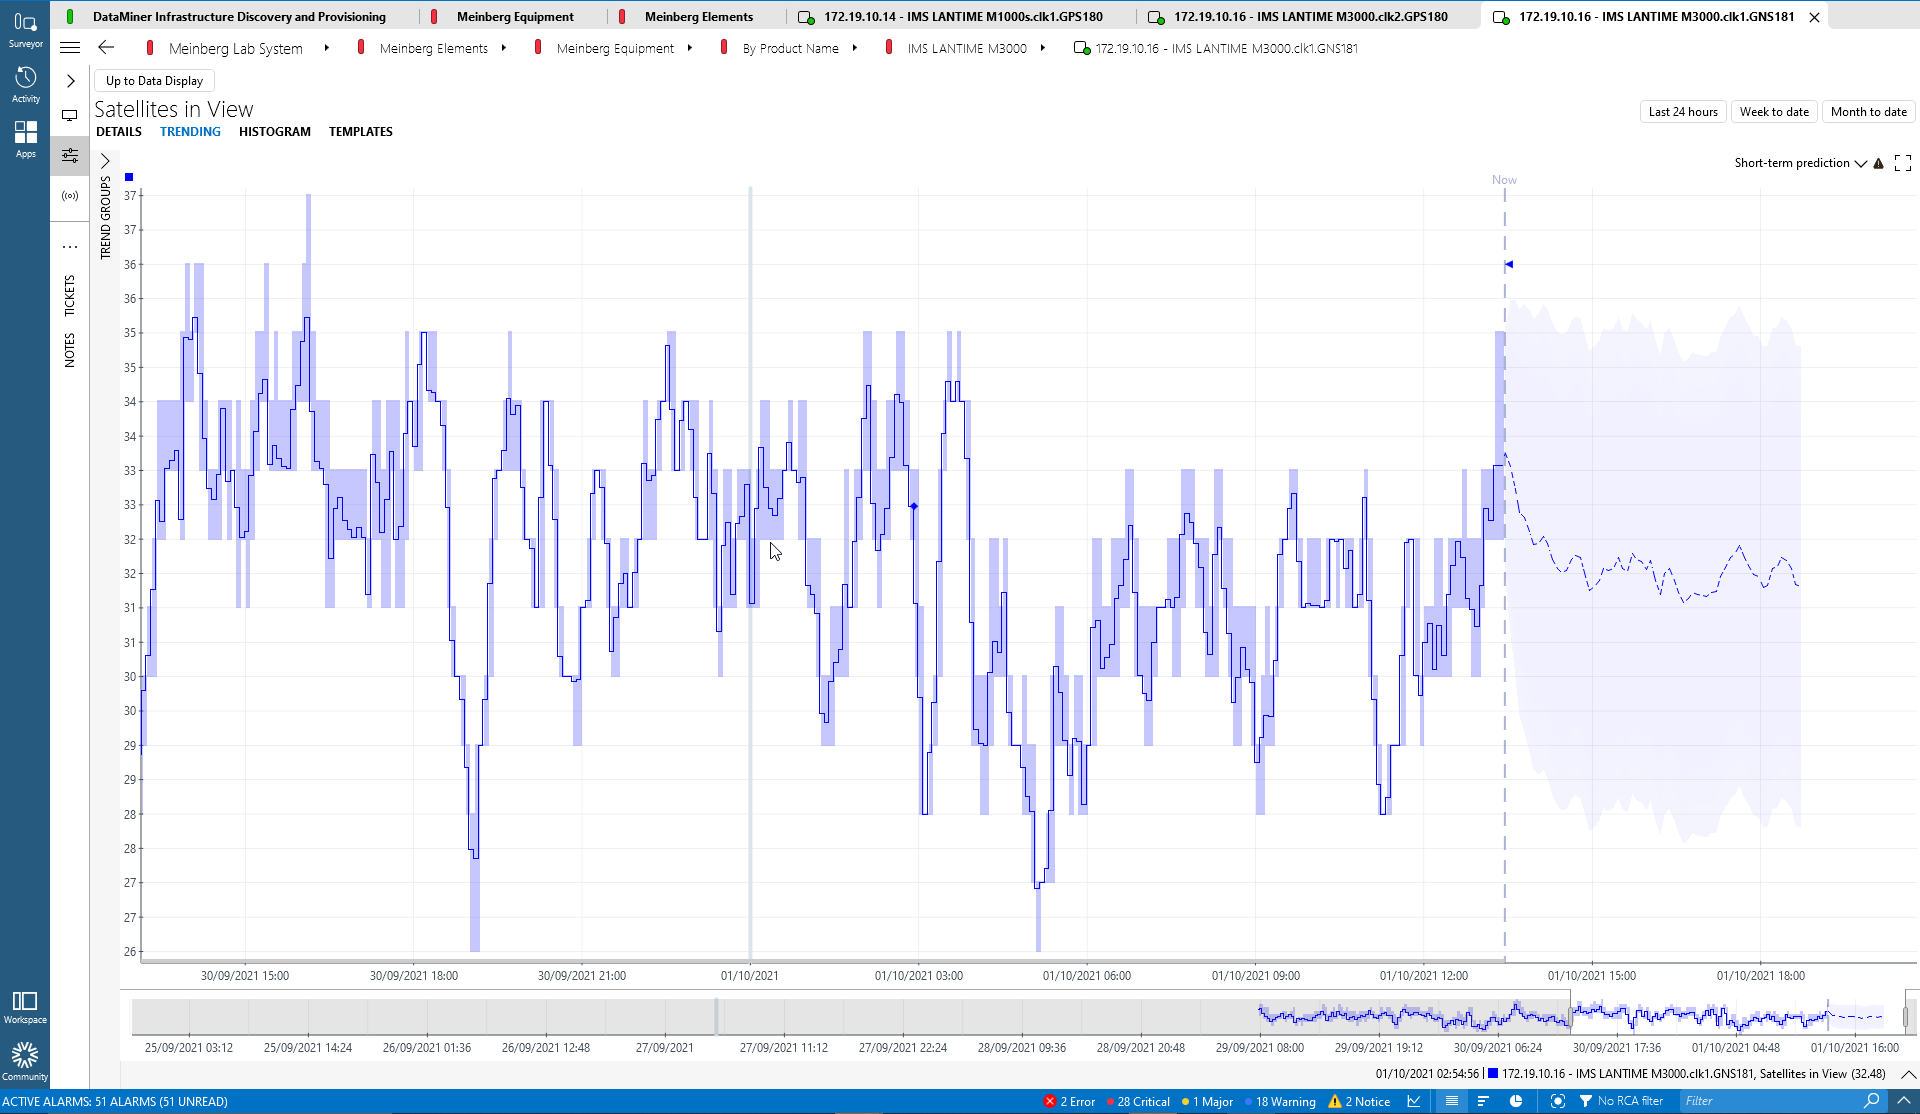 DataMiner Infrastructure Discovery and Provisioning
Meinberg Equipment
Meinberg Elements
172.19.10.14 - IMS LANTIME M1000s.clk1.GPS180
172.19.10.16 - IMS LANTIME M3000.clk2.GPS180
172.19.10.16 - IMS LANTIME M3000.clk1.GNS181
Surveyor
Activity
Apps
Workspace
Community
Meinberg Lab System
Meinberg Elements
Meinberg Equipment
By Product Name
IMS LANTIME M3000
172.19.10.16 - IMS LANTIME M3000.clk1.GNS181
Up to Data Display
Satellites in View
Last 24 hours
Week to date
Month to date
DETAILS
TRENDING
HISTOGRAM
TEMPLATES
Short-term prediction
TREND GROUPS
TICKETS
NOTES
Now
37
37
36
36
35
35
34
34
33
33
32
32
31
31
30
30
29
29
28
28
27
27
26
30/09/2021 15:00
30/09/2021 18:00
30/09/2021 21:00
01/10/2021
01/10/2021 03:00
01/10/2021 06:00
01/10/2021 09:00
01/10/2021 12:00
01/10/2021 15:00
01/10/2021 18:00
25/09/2021 03:12
25/09/2021 14:24
26/09/2021 01:36
26/09/2021 12:48
27/09/2021
27/09/2021 11:12
27/09/2021 22:24
28/09/2021 09:36
28/09/2021 20:48
29/09/2021 08:00
29/09/2021 19:12
30/09/2021 06:24
30/09/2021 17:36
01/10/2021 04:48
01/10/2021 16:00
01/10/2021 02:54:56 | 172.19.10.16 - IMS LANTIME M3000.clk1.GNS181, Satellites in View (32.48)
ACTIVE ALARMS: 51 ALARMS (51 UNREAD)
2 Error
28 Critical
1 Major
18 Warning
2 Notice
No RCA filter
Filter